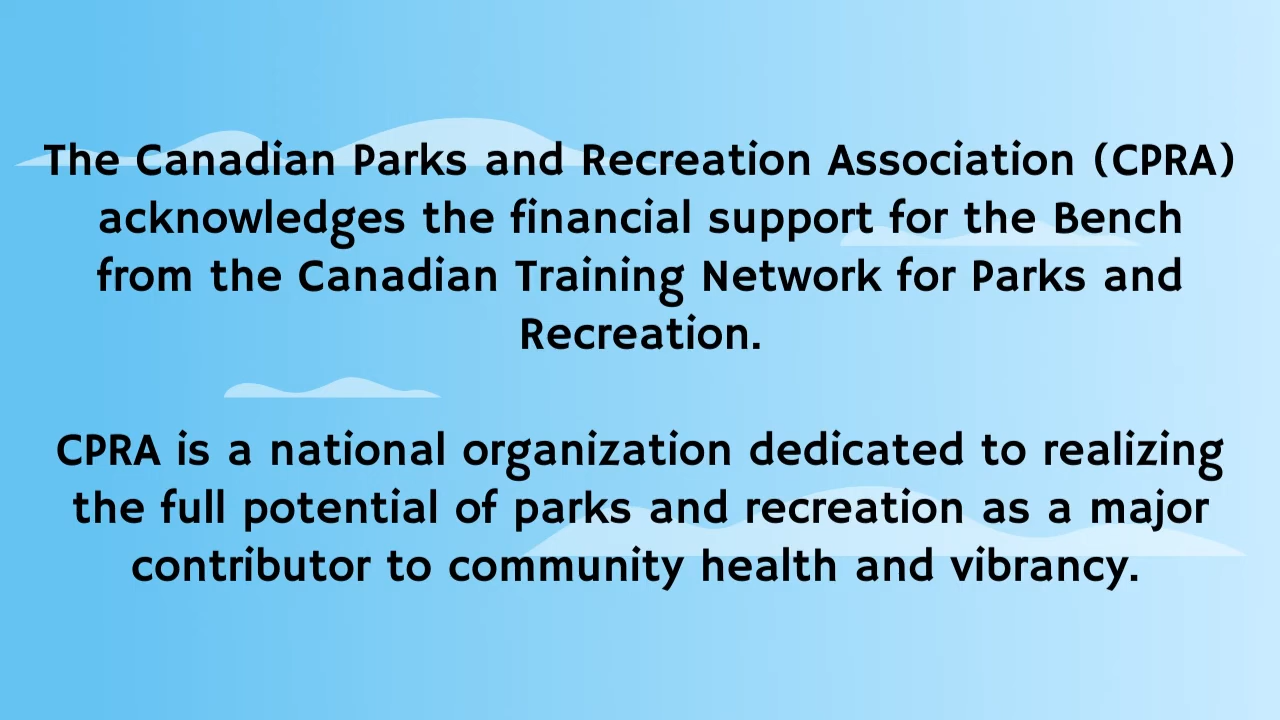 The Canadian Parks and Recreation Association (CPRA)
acknowledges the financial support for the Bench
from the Canadian Training Network for Parks and
Recreation.
CPRA is a national organization dedicated to realizing
the full potential of parks and recreation as a major
contributor to community health and vibrancy.